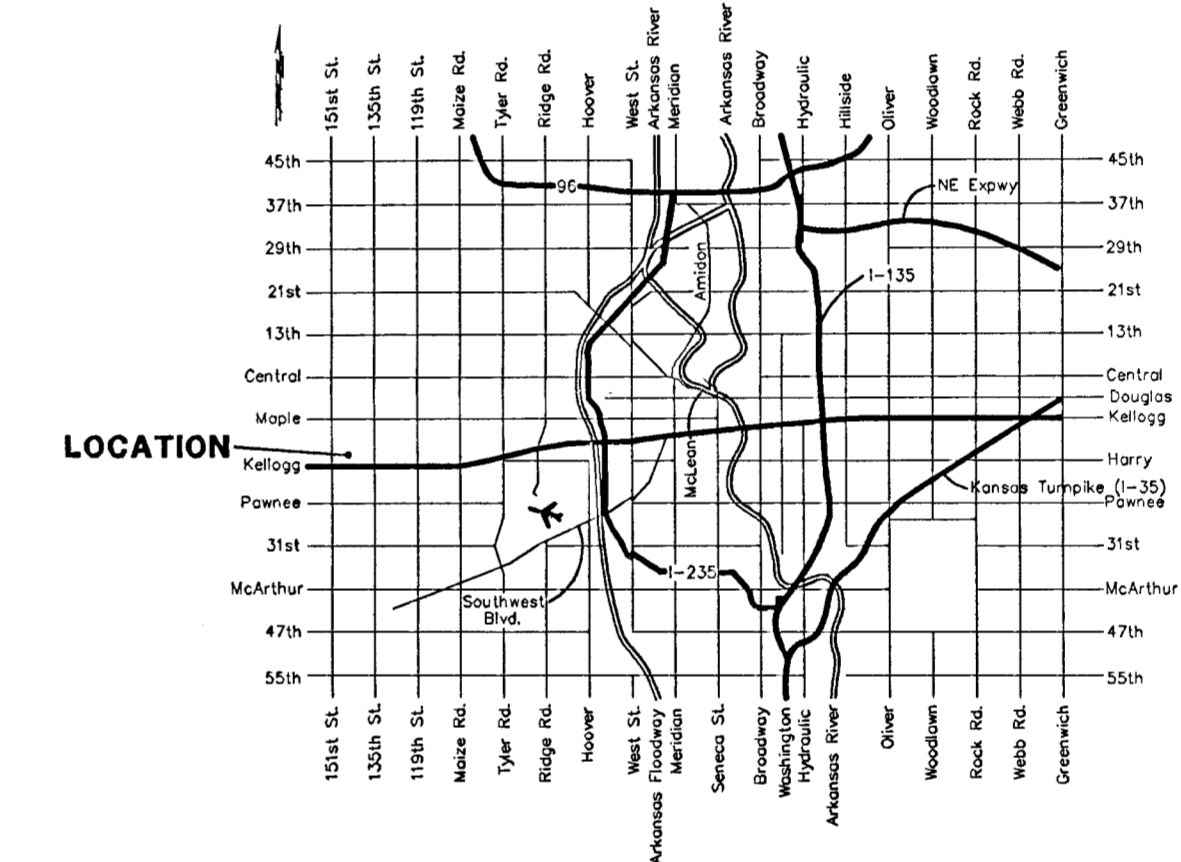 151st St.
135th St.
119th St.
Maize Rd.
Tyler Rd.
Ridge Rd.
Hoover
West St.
Arkansas River
Meridian
Arkansas River
Broadway
Hydraulic
Hillside
Oliver
Woodlawn
Rock Rd.
Webb Rd.
Greenwich
45th
45th
96
NE Expwy
37th
37th
29th
29th
Amidon
I-135
21st
21st
13th
13th
Central
Central
Douglas
Maple
Kellogg
LOCATION
McLean
Kellogg
Harry
Kansas Turnpike (I-35)
Pawnee
Pawnee
31st
31st
I-235
McArthur
McArthur
Southwest
Blvd.
47th
47th
55th
55th
151st St.
135th St.
119th St.
Maize Rd.
Tyler Rd.
Ridge Rd.
Hoover
West St.
Arkansas Floodway
Meridian
Seneca St.
Broadway
Washington
Hydraulic
Arkansas River
Oliver
Woodlawn
Rock Rd.
Webb Rd.
Greenwich